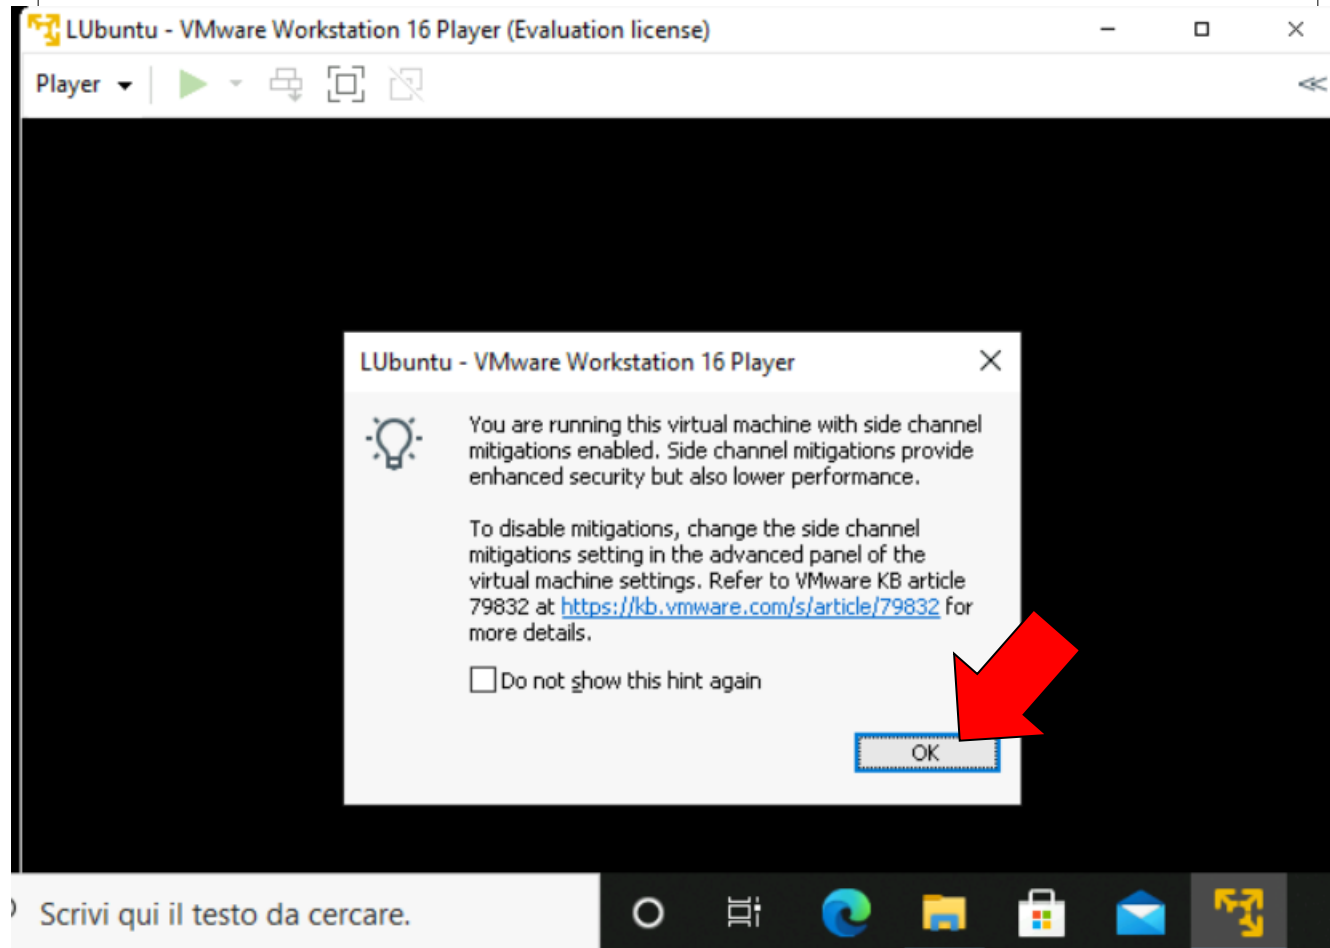 LUbuntu - VMware Workstation 16 Player (Evaluation license)
Player
LUbuntu - VMware Workstation 16 Player
You are running this virtual machine with side channel
mitigations enabled. Side channel mitigations provide
enhanced security but also lower performance.
To disable mitigations, change the side channel
mitigations setting in the advanced panel of the
virtual machine settings. Refer to VMware KB article
79832 at https://kb.vmware.com/s/article/79832 for
more details.
Do not show this hint again
OK
Scrivi qui il testo da cercare.